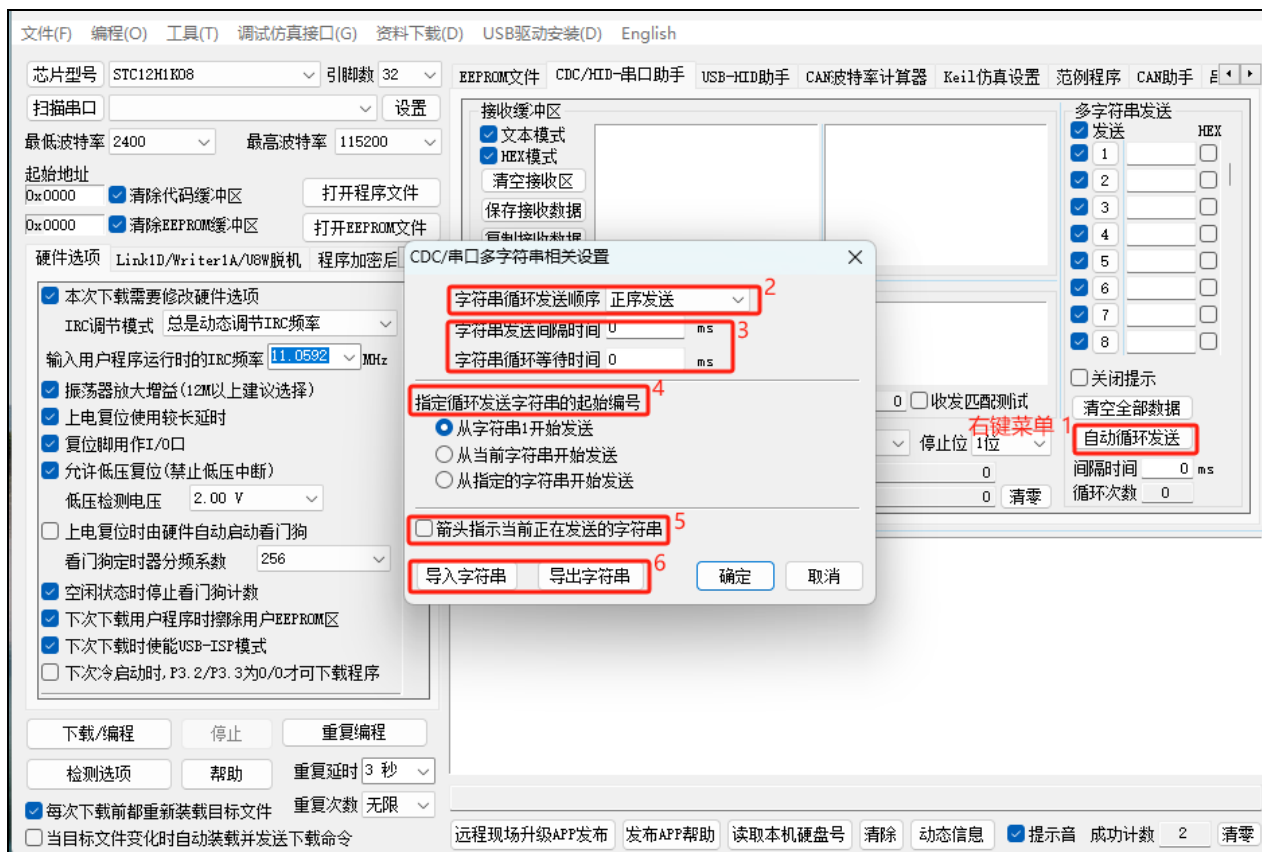 文件(F) 编程(O) 工具(T) 调试仿真接口(G) 资料下载(D) USB驱动安装(D) English
芯片型号 STC12H1K08 引脚数 32
扫描串口 设置
最低波特率 2400 最高波特率 115200
起始地址
0x0000 清除代码缓冲区 打开程序文件
0x0000 清除EEPROM缓冲区 打开EEPROM文件
硬件选项 Link1D/Writer1A/U8W脱机 程序加密后
本次下载需要修改硬件选项
IRC调节模式 总是动态调节IRC频率
输入用户程序运行时的IRC频率 11.0592 MHz
振荡器放大增益(12M以上建议选择)
上电复位使用较长延时
复位脚用作I/O口
允许低压复位(禁止低压中断)
低压检测电压 2.00 V
上电复位时由硬件自动启动看门狗
看门狗定时器分频系数 256
空闲状态时停止看门狗计数
下次下载用户程序时擦除用户EEPROM区
下次下载时使能USB-ISP模式
下次冷启动时,P3.2/P3.3为0/0才可下载程序
下载/编程 停止 重复编程
检测选项 帮助 重复延时 3 秒
每次下载前都重新装载目标文件 重复次数 无限
当目标文件变化时自动装载并发送下载命令
EEPROM文件 CDC/HID-串口助手 USB-HID助手 CAN波特率计算器 Keil仿真设置 范例程序 CAN助手
接收缓冲区
文本模式
HEX模式
清空接收区
保存接收数据
复制接收数据
多字符串发送
发送 HEX
1
2
3
4
5
6
7
8
关闭提示
清空全部数据
自动循环发送
间隔时间 0 ms
循环次数 0
0 收发匹配测试
右键菜单 1
停止位 1位
0
0 清零
CDC/串口多字符串相关设置
字符串循环发送顺序 正序发送 2
字符串发送间隔时间 0 ms 3
字符串循环等待时间 0 ms
指定循环发送字符串的起始编号 4
从字符串1开始发送
从当前字符串开始发送
从指定的字符串开始发送
箭头指示当前正在发送的字符串 5
导入字符串 导出字符串 6 确定 取消
远程现场升级APP发布 发布APP帮助 读取本机硬盘号 清除 动态信息 提示音 成功计数 2 清零